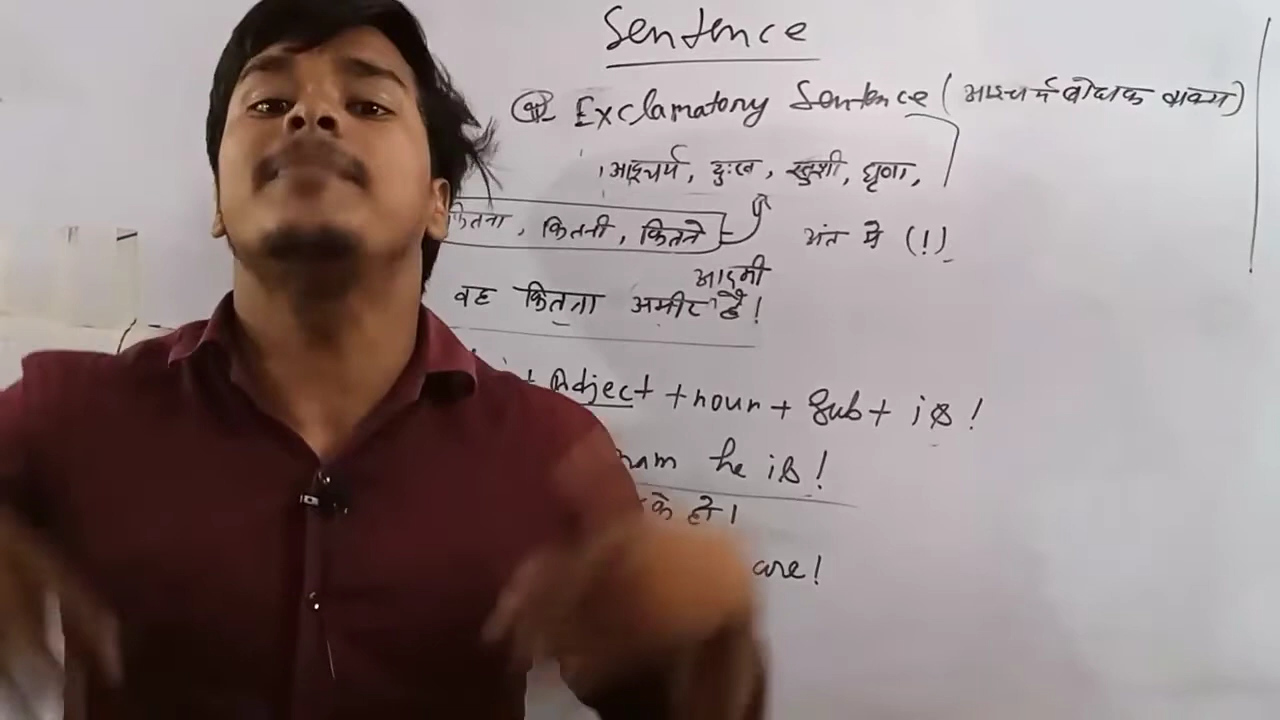 Sentence
Exclamatory Sentence (आश्चर्य बोधक वाक्य)
आश्चर्य, दुःख, खुशी, घृणा,
कितना, कितनी, कितने अंत मे (!)
आदमी
वह कितना अमीर है!
+ Adject + noun + Sub + is!
he is!
के हो।
are!